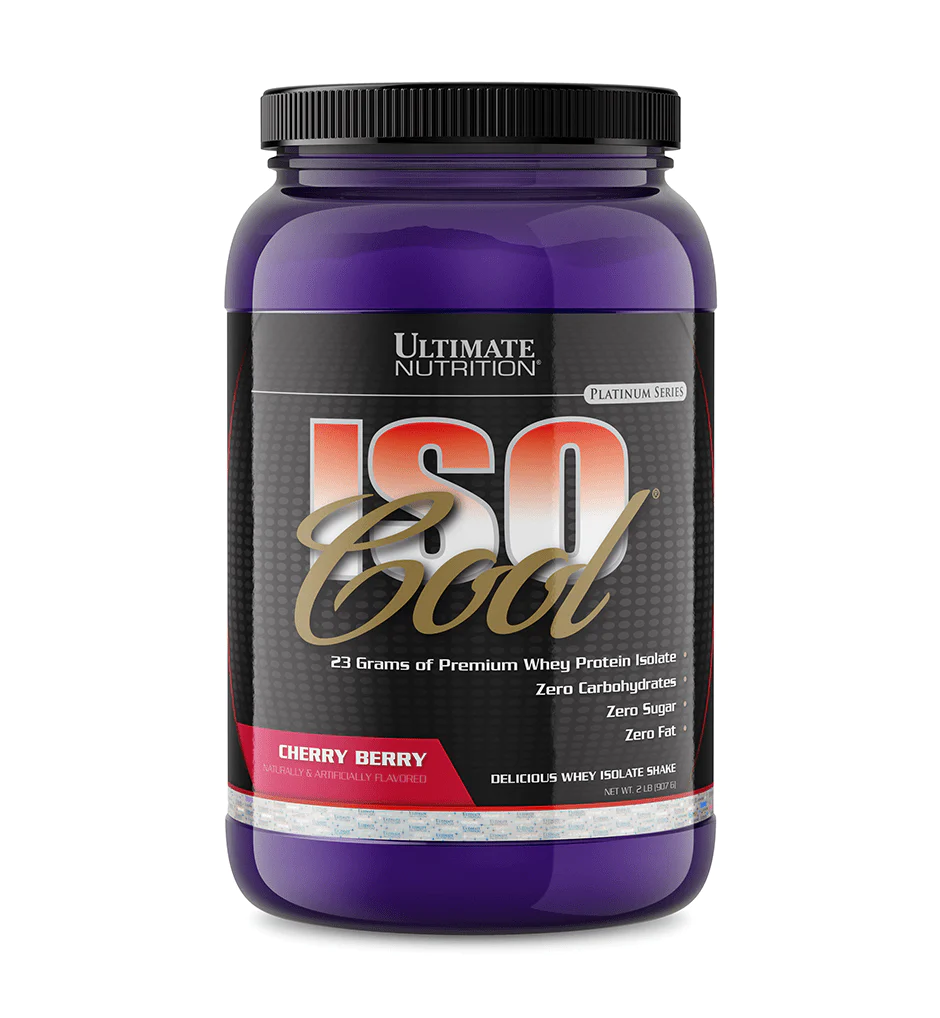 ULTIMATE
NUTRITION®
PLATINUM SERIES
ISO
Cool®
23 Grams of Premium Whey Protein Isolate
Zero Carbohydrates
Zero Sugar
Zero Fat
CHERRY BERRY
NATURALLY & ARTIFICIALLY FLAVORED
DELICIOUS WHEY ISOLATE SHAKE
NET WT. 2 LB (907 G)